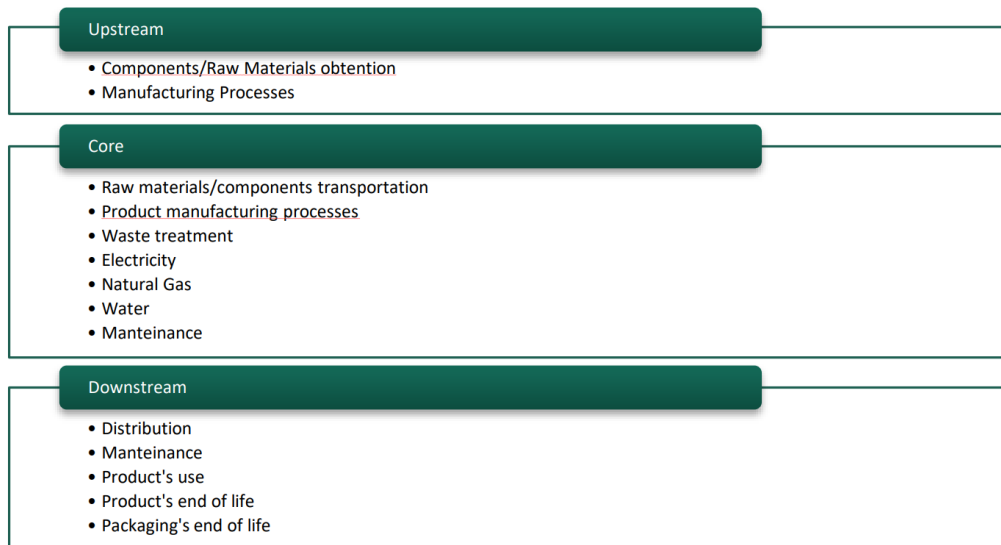 Upstream
• Components/Raw Materials obtention
• Manufacturing Processes
Core
• Raw materials/components transportation
• Product manufacturing processes
• Waste treatment
• Electricity
• Natural Gas
• Water
• Manteinance
Downstream
• Distribution
• Manteinance
• Product's use
• Product's end of life
• Packaging's end of life